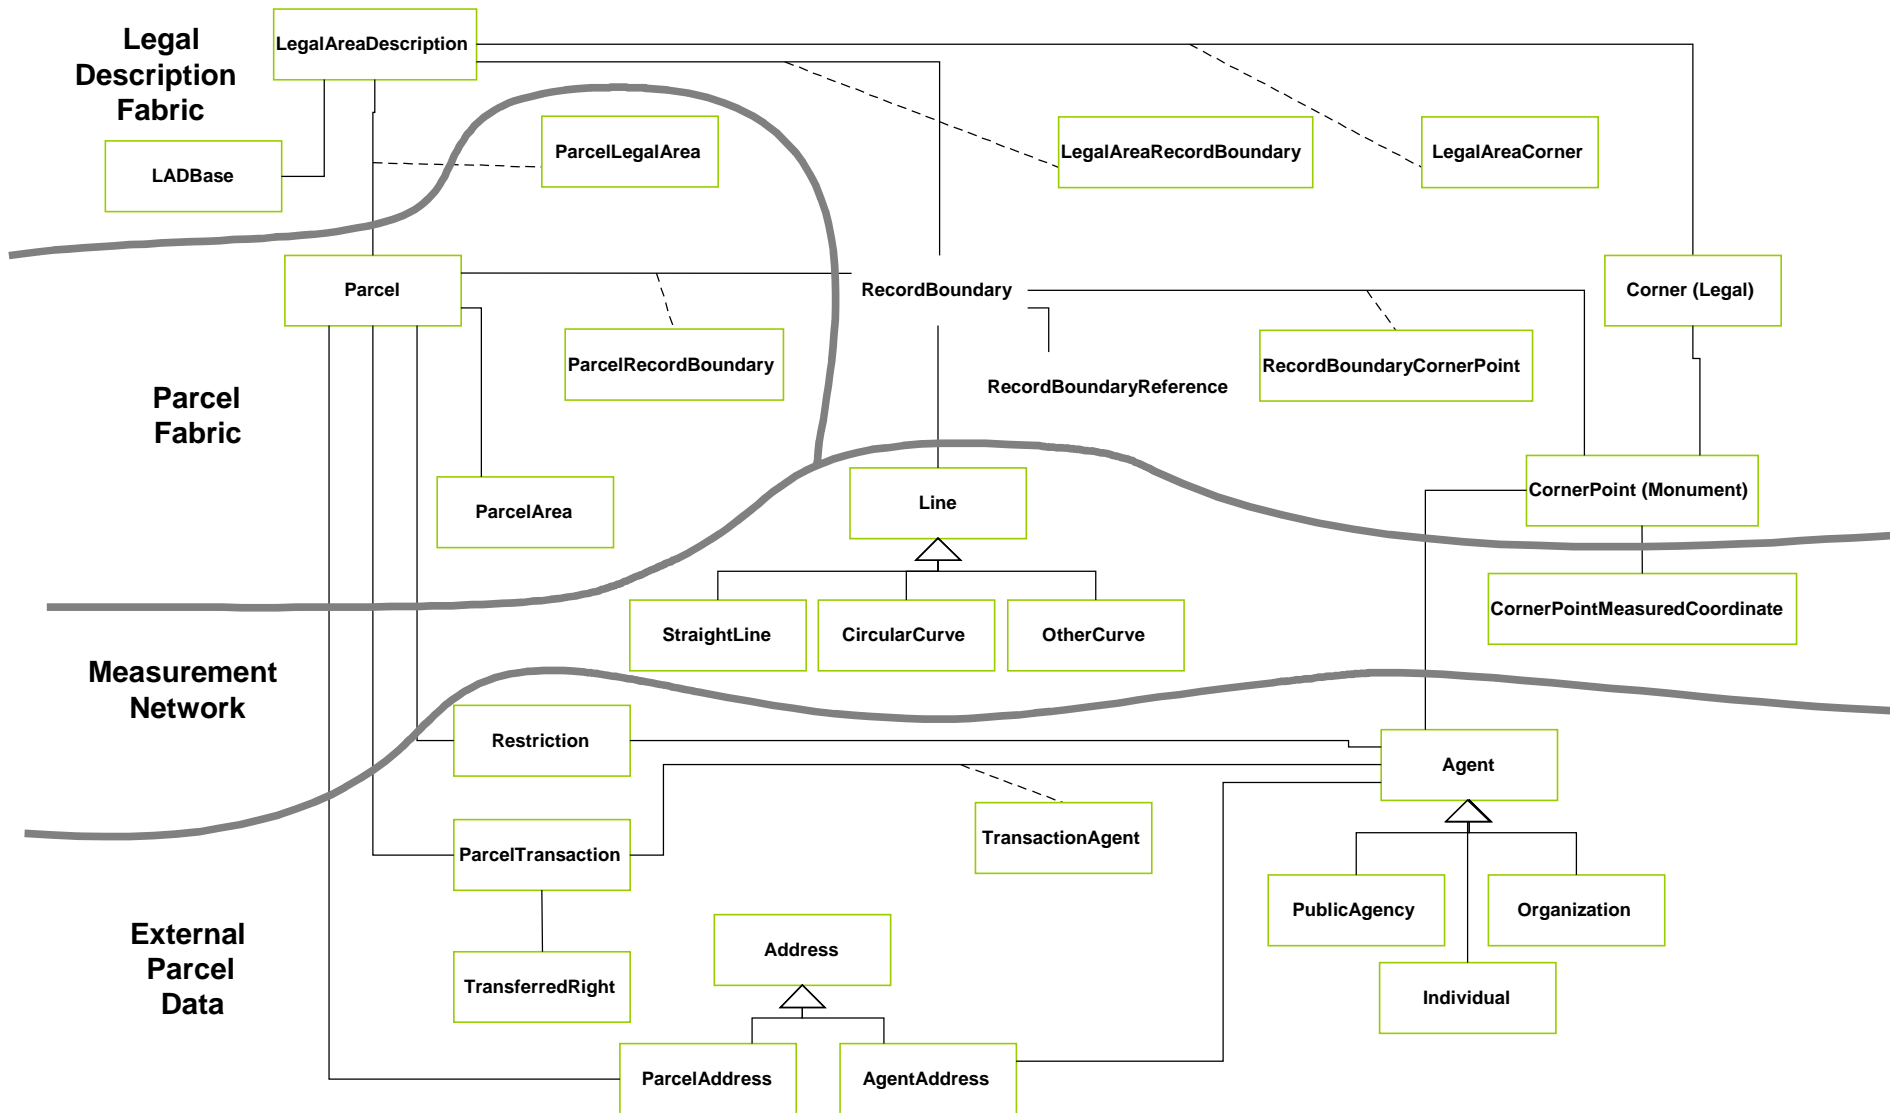 Legal
Description
Fabric
LegalAreaDescription
LADBase
ParcelLegalArea
LegalAreaRecordBoundary
LegalAreaCorner
Parcel
RecordBoundary
Corner (Legal)
ParcelRecordBoundary
RecordBoundaryReference
RecordBoundaryCornerPoint
Parcel
Fabric
ParcelArea
Line
CornerPoint (Monument)
StraightLine
CircularCurve
OtherCurve
CornerPointMeasuredCoordinate
Measurement
Network
Restriction
Agent
ParcelTransaction
TransactionAgent
PublicAgency
Organization
External
Parcel
Data
Address
TransferredRight
Individual
ParcelAddress
AgentAddress